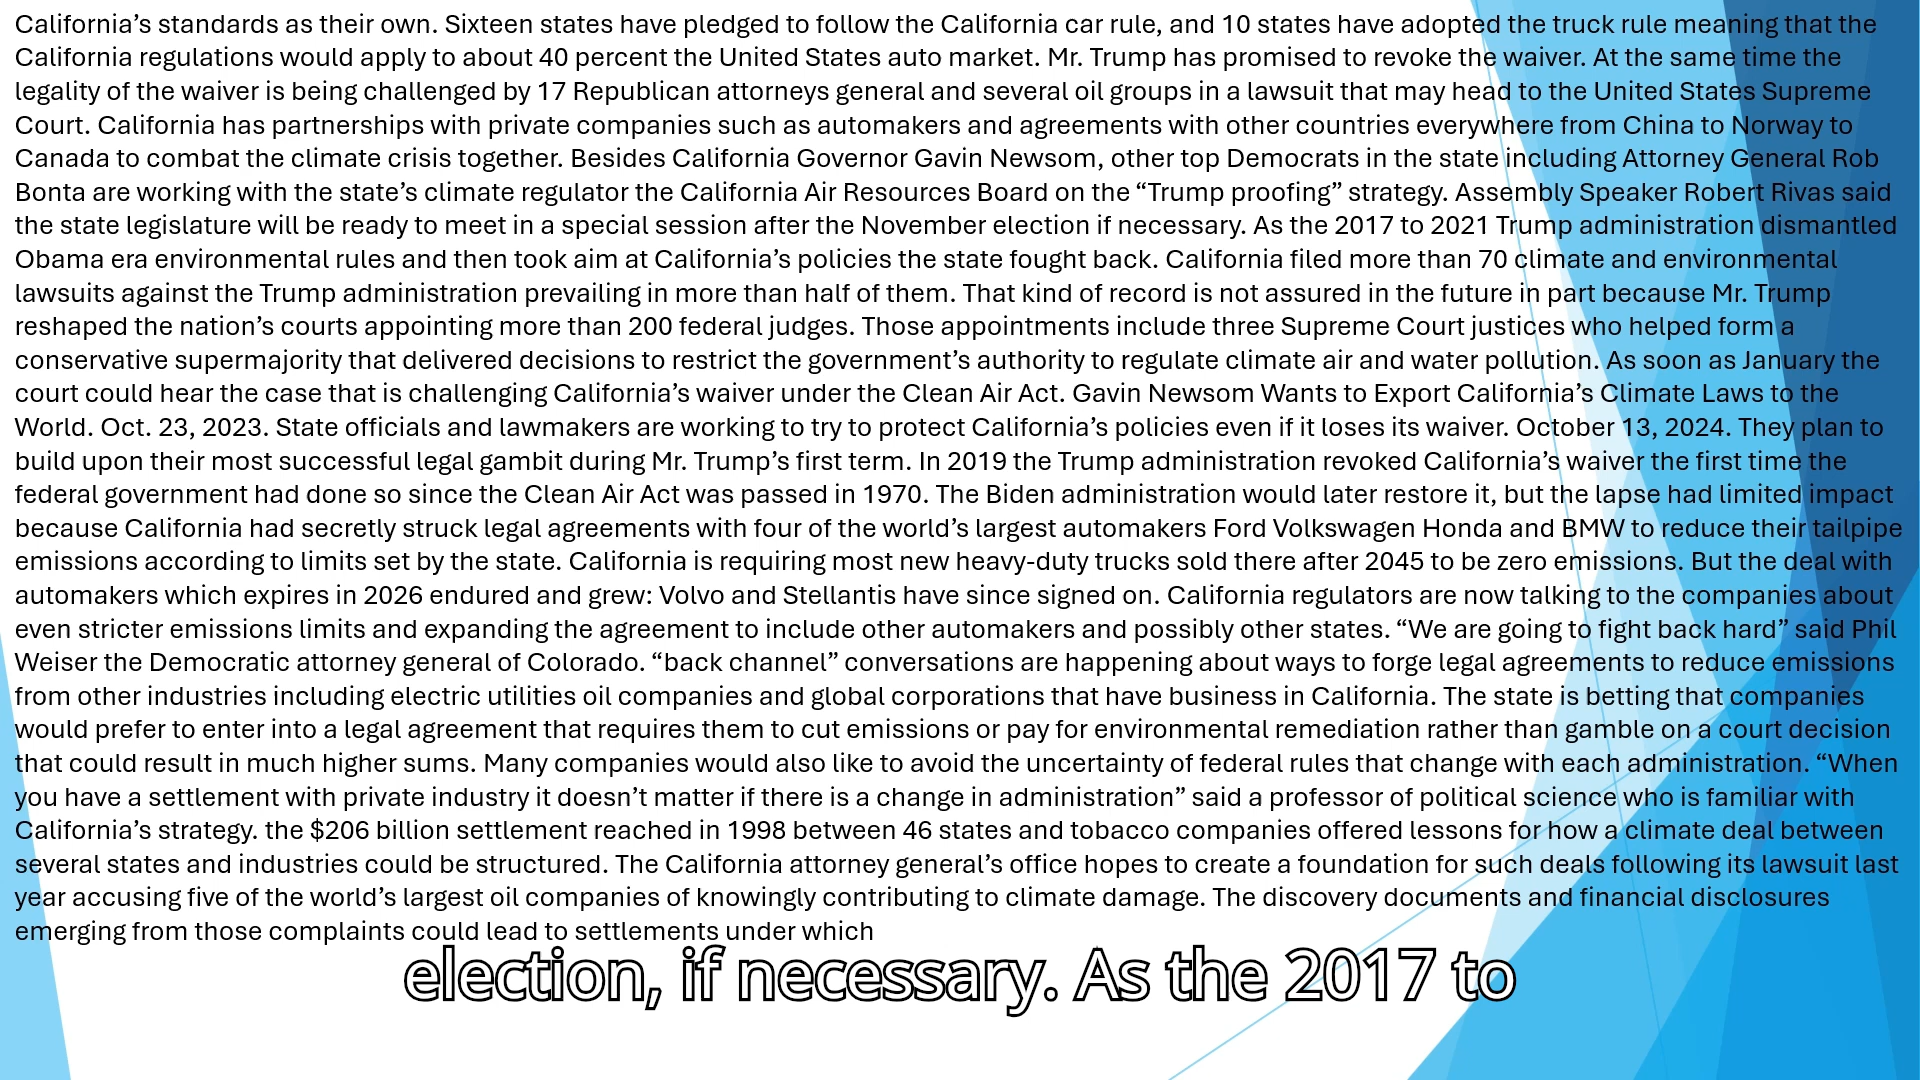 California’s standards as their own. Sixteen states have pledged to follow the California car rule, and 10 states have adopted the truck rule meaning that the
California regulations would apply to about 40 percent the United States auto market. Mr. Trump has promised to revoke the waiver. At the same time the
legality of the waiver is being challenged by 17 Republican attorneys general and several oil groups in a lawsuit that may head to the United States Supreme
Court. California has partnerships with private companies such as automakers and agreements with other countries everywhere from China to Norway to
Canada to combat the climate crisis together. Besides California Governor Gavin Newsom, other top Democrats in the state including Attorney General Rob
Bonta are working with the state’s climate regulator the California Air Resources Board on the “Trump proofing” strategy. Assembly Speaker Robert Rivas said
the state legislature will be ready to meet in a special session after the November election if necessary. As the 2017 to 2021 Trump administration dismantled
Obama era environmental rules and then took aim at California’s policies the state fought back. California filed more than 70 climate and environmental
lawsuits against the Trump administration prevailing in more than half of them. That kind of record is not assured in the future in part because Mr. Trump
reshaped the nation’s courts appointing more than 200 federal judges. Those appointments include three Supreme Court justices who helped form a
conservative supermajority that delivered decisions to restrict the government’s authority to regulate climate air and water pollution. As soon as January the
court could hear the case that is challenging California’s waiver under the Clean Air Act. Gavin Newsom Wants to Export California’s Climate Laws to the
World. Oct. 23, 2023. State officials and lawmakers are working to try to protect California’s policies even if it loses its waiver. October 13, 2024. They plan to
build upon their most successful legal gambit during Mr. Trump’s first term. In 2019 the Trump administration revoked California’s waiver the first time the
federal government had done so since the Clean Air Act was passed in 1970. The Biden administration would later restore it, but the lapse had limited impact
because California had secretly struck legal agreements with four of the world’s largest automakers Ford Volkswagen Honda and BMW to reduce their tailpipe
emissions according to limits set by the state. California is requiring most new heavy-duty trucks sold there after 2045 to be zero emissions. But the deal with
automakers which expires in 2026 endured and grew: Volvo and Stellantis have since signed on. California regulators are now talking to the companies about
even stricter emissions limits and expanding the agreement to include other automakers and possibly other states. “We are going to fight back hard” said Phil
Weiser the Democratic attorney general of Colorado. “back channel” conversations are happening about ways to forge legal agreements to reduce emissions
from other industries including electric utilities oil companies and global corporations that have business in California. The state is betting that companies
would prefer to enter into a legal agreement that requires them to cut emissions or pay for environmental remediation rather than gamble on a court decision
that could result in much higher sums. Many companies would also like to avoid the uncertainty of federal rules that change with each administration. “When
you have a settlement with private industry it doesn’t matter if there is a change in administration” said a professor of political science who is familiar with
California’s strategy. the $206 billion settlement reached in 1998 between 46 states and tobacco companies offered lessons for how a climate deal between
several states and industries could be structured. The California attorney general’s office hopes to create a foundation for such deals following its lawsuit last
year accusing five of the world’s largest oil companies of knowingly contributing to climate damage. The discovery documents and financial disclosures
emerging from those complaints could lead to settlements under which
election, if necessary. As the 2017 to